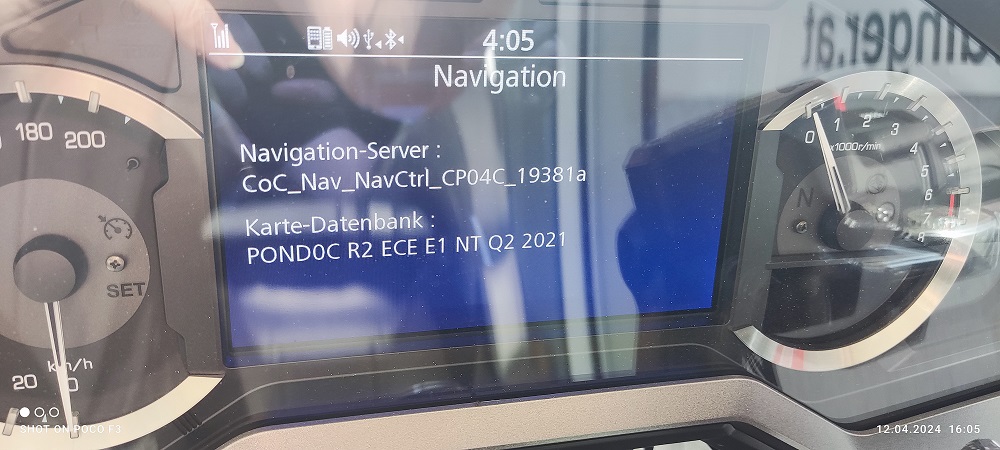 4:05
Navigation
Navigation-Server :
CoC_Nav_NavCtrl_CP04C_19381a
Karte-Datenbank :
POND0C R2 ECE E1 NT Q2 2021
180 200
SET
km/h
20 0
0 1 2 3 4 5 6 7 8
x1000r/min
N
SHOT ON POCO F3
12.04.2024 16:05